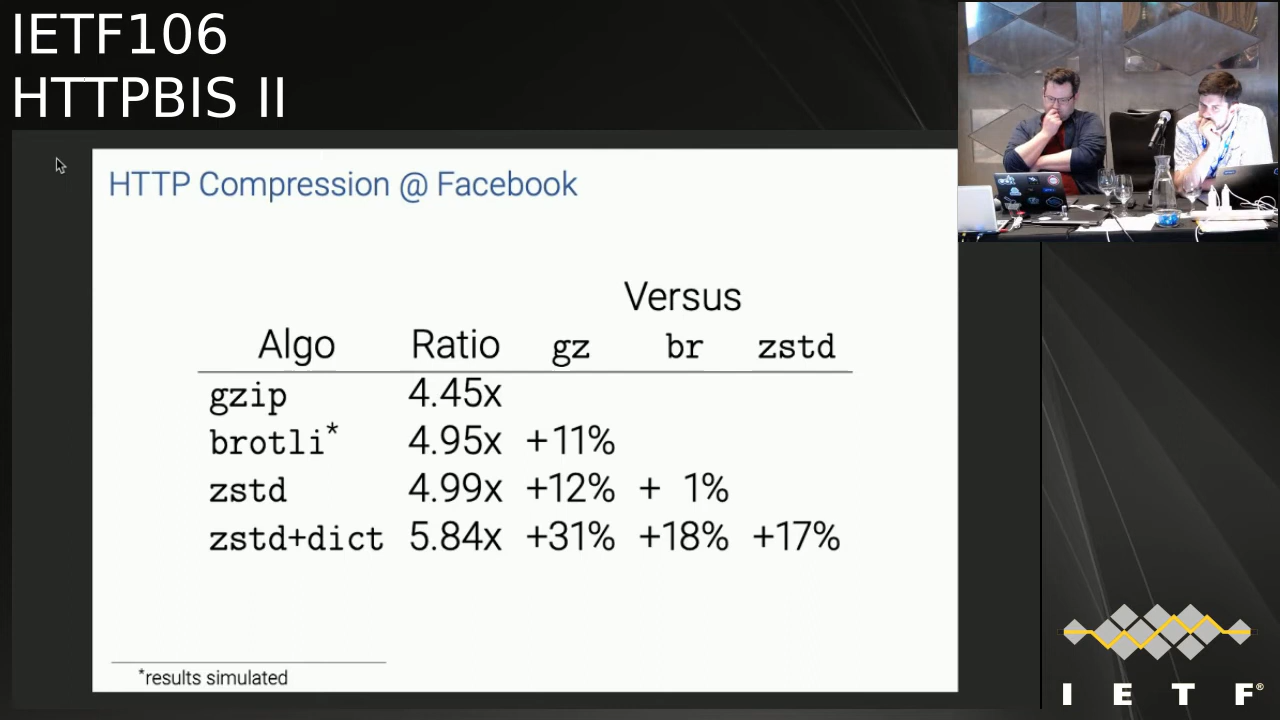 IETF106
HTTPBIS II
HTTP Compression @ Facebook
Versus
Algo Ratio gz br zstd
gzip 4.45x
brotli* 4.95x +11%
zstd 4.99x +12% + 1%
zstd+dict 5.84x +31% +18% +17%
*results simulated
I E T F®